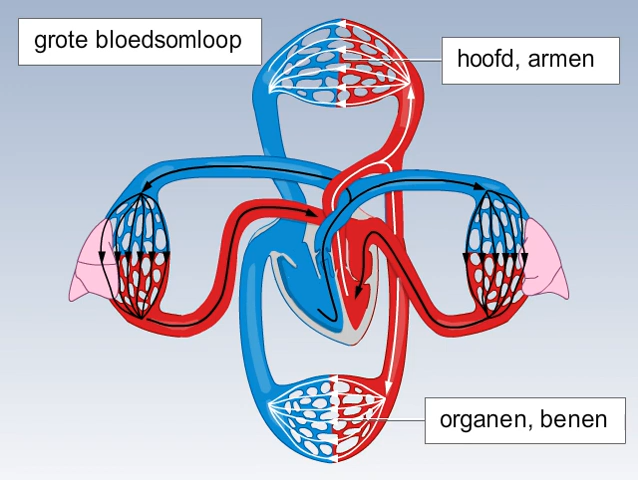 grote bloedsomloop
hoofd, armen
organen, benen